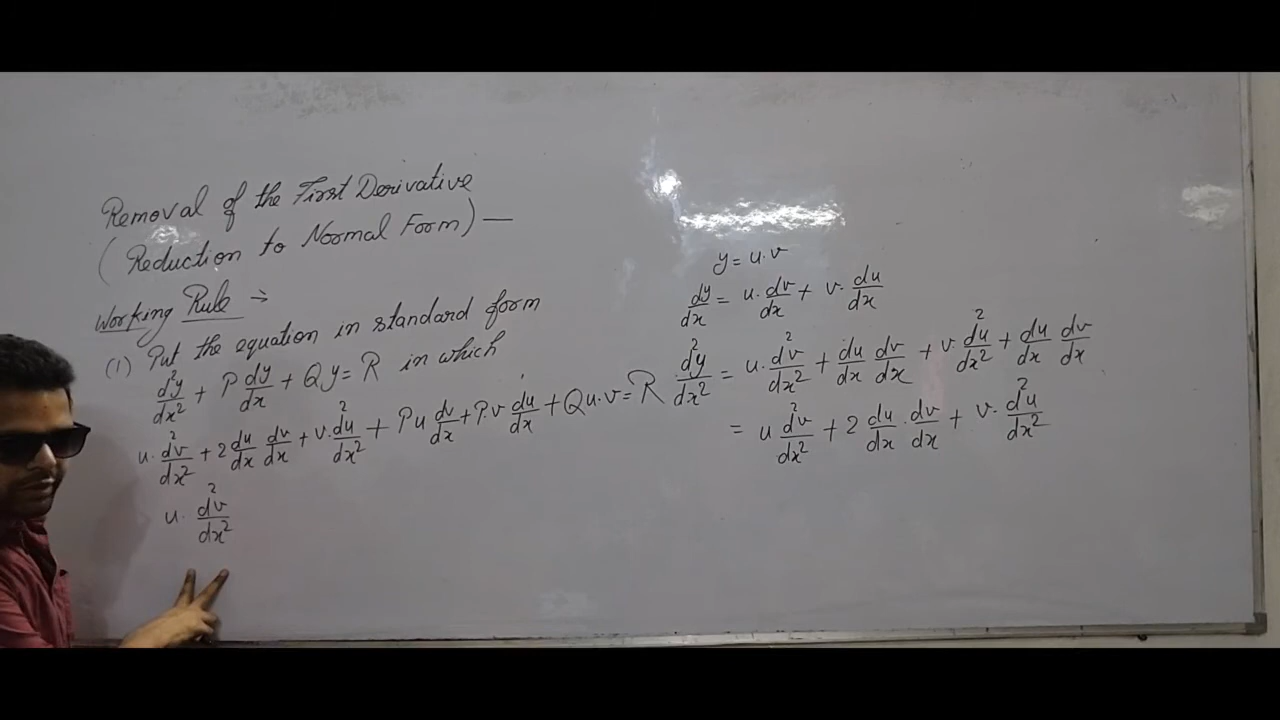 Removal of the First Derivative
(Reduction to Normal Form) —
Working Rule :-
(1) Put the equation in standard form
d²y/dx² + P dy/dx + Qy = R in which
u. d²v/dx² + 2 du/dx dv/dx + v. d²u/dx² + Pu dv/dx + P.v du/dx + Qu.v = R
u. d²v/dx²
y = u.v
dy/dx = u. dv/dx + v. du/dx
d²y/dx² = u. d²v/dx² + du/dx dv/dx + v. d²u/dx² + du/dx dv/dx
= u d²v/dx² + 2 du/dx . dv/dx + v. d²u/dx²